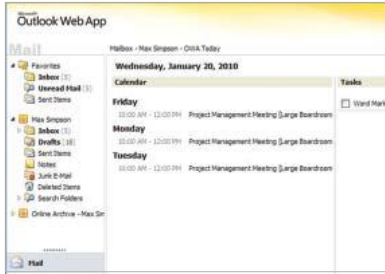 Microsoft
Outlook Web App
Mail
Mailbox - Max Simpson - OWA Today
Favorites
Inbox (3)
Unread Mail (5)
Sent Items
Max Simpson
Inbox (3)
Drafts [18]
Sent Items
Notes
Junk E-Mail
Deleted Items
Search Folders
Online Archive - Max Sim
Mail
Wednesday, January 20, 2010
Calendar
Friday
10:00 AM - 12:00 PM Project Management Meeting [Large Boardroom
Monday
10:00 AM - 12:00 PM Project Management Meeting [Large Boardroom
Tuesday
10:00 AM - 12:00 PM Project Management Meeting [Large Boardroom
Tasks
Ward Mark